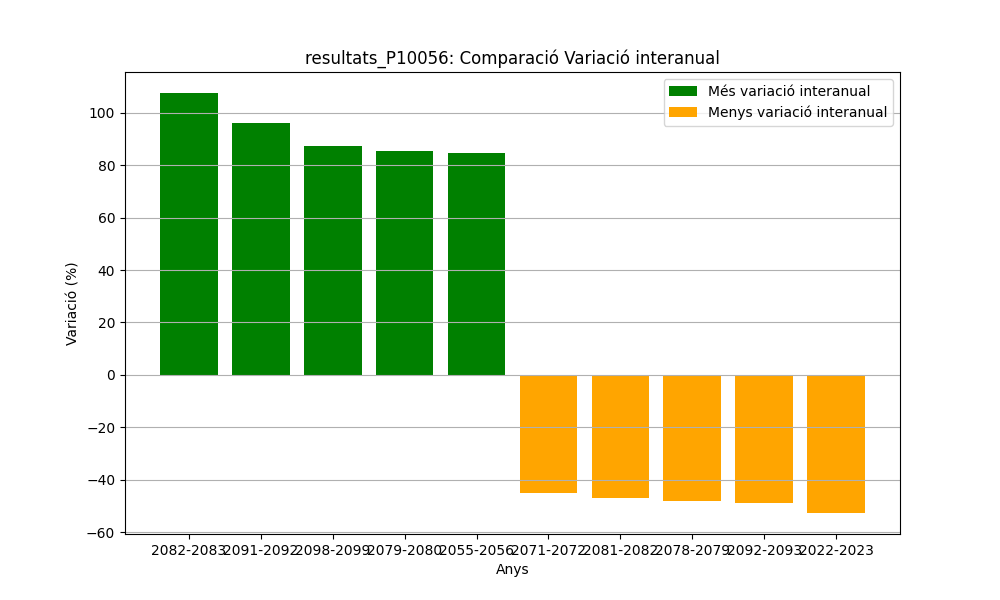 resultats_P10056: Comparació Variació interanual
Més variació interanual
Menys variació interanual
100
80
60
40
20
0
−20
−40
−60
Variació (%)
2082-2083 2091-2092 2098-2099 2079-2080 2055-2056 2071-2072 2081-2082 2078-2079 2092-2093 2022-2023
Anys